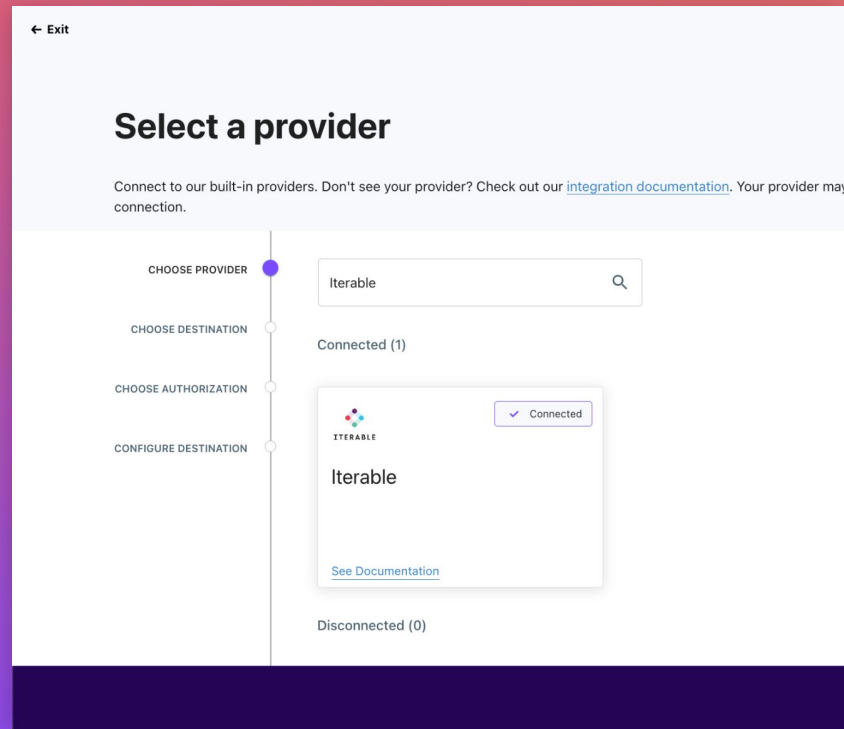 ← Exit
Select a provider
Connect to our built-in providers. Don't see your provider? Check out our integration documentation. Your provider may
connection.
CHOOSE PROVIDER
Iterable
CHOOSE DESTINATION
Connected (1)
CHOOSE AUTHORIZATION
Connected
ITERABLE
CONFIGURE DESTINATION
Iterable
See Documentation
Disconnected (0)